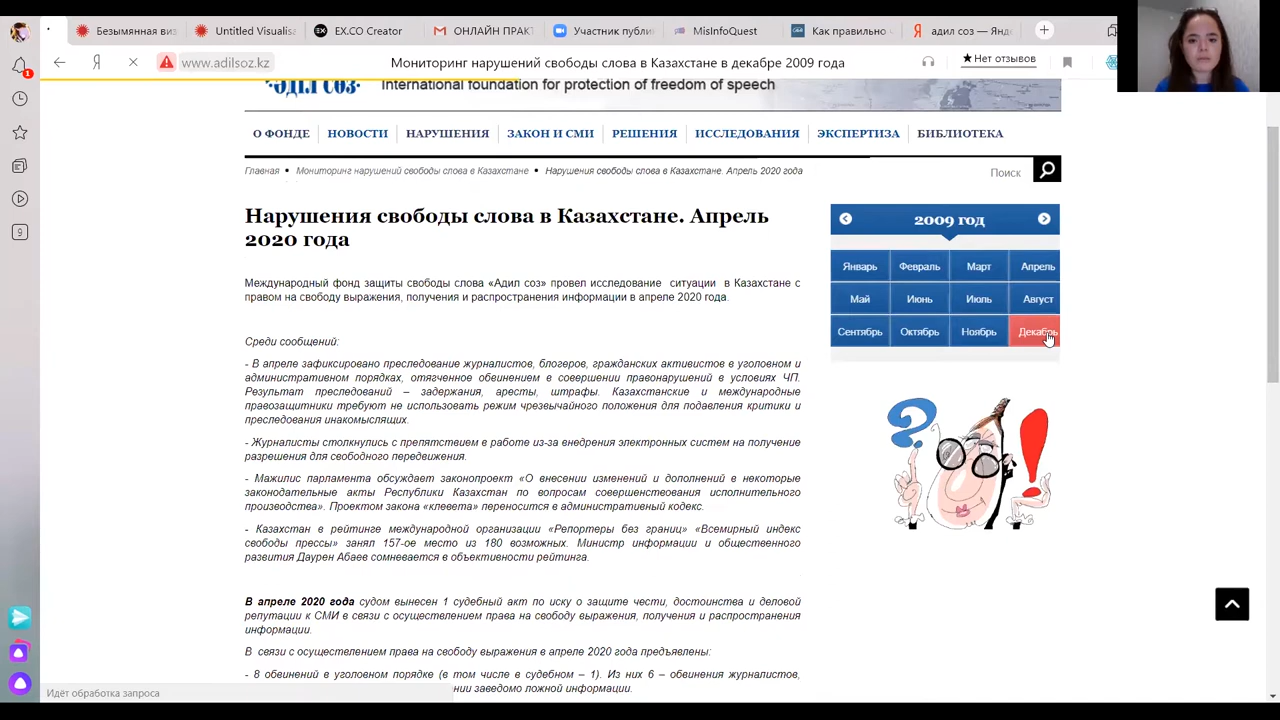 Безымянная виз
Untitled Visualisa
EX.CO Creator
ОНЛАЙН ПРАКТ
Участник публи
MisInfoQuest
Как правильно
адил соз — Янд
1
Я
www.adilsoz.kz
Мониторинг нарушений свободы слова в Казахстане в декабре 2009 года
★ Нет отзывов
International foundation for protection of freedom of speech
О ФОНДЕ
НОВОСТИ
НАРУШЕНИЯ
ЗАКОН И СМИ
РЕШЕНИЯ
ИССЛЕДОВАНИЯ
ЭКСПЕРТИЗА
БИБЛИОТЕКА
Главная • Мониторинг нарушений свободы слова в Казахстане • Нарушения свободы слова в Казахстане. Апрель 2020 года
Поиск
Нарушения свободы слова в Казахстане. Апрель
2020 года
Международный фонд защиты свободы слова «Адил соз» провел исследование ситуации в Казахстане с
правом на свободу выражения, получения и распространения информации в апреле 2020 года.
Среди сообщений:
- В апреле зафиксировано преследование журналистов, блогеров, гражданских активистов в уголовном и
административном порядках, отягченное обвинением в совершении правонарушений в условиях ЧП.
Результат преследований – задержания, аресты, штрафы. Казахстанские и международные
правозащитники требуют не использовать режим чрезвычайного положения для подавления критики и
преследования инакомыслящих.
- Журналисты столкнулись с препятствием в работе из-за внедрения электронных систем на получение
разрешения для свободного передвижения.
- Мажилис парламента обсуждает законопроект «О внесении изменений и дополнений в некоторые
законодательные акты Республики Казахстан по вопросам совершенствования исполнительного
производства». Проектом закона «клевета» переносится в административный кодекс.
- Казахстан в рейтинге международной организации «Репортеры без границ» «Всемирный индекс
свободы прессы» занял 157-ое место из 180 возможных. Министр информации и общественного
развития Даурен Абаев сомневается в объективности рейтинга.
В апреле 2020 года судом вынесен 1 судебный акт по иску о защите чести, достоинства и деловой
репутации к СМИ в связи с осуществлением права на свободу выражения, получения и распространения
информации.
В связи с осуществлением права на свободу выражения в апреле 2020 года предъявлены:
- 8 обвинений в уголовном порядке (в том числе в судебном – 1). Из них 6 – обвинения журналистов,
нии заведомо ложной информации.
2009 год
Январь
Февраль
Март
Апрель
Май
Июнь
Июль
Август
Сентябрь
Октябрь
Ноябрь
Декабрь
9
Идёт обработка запроса